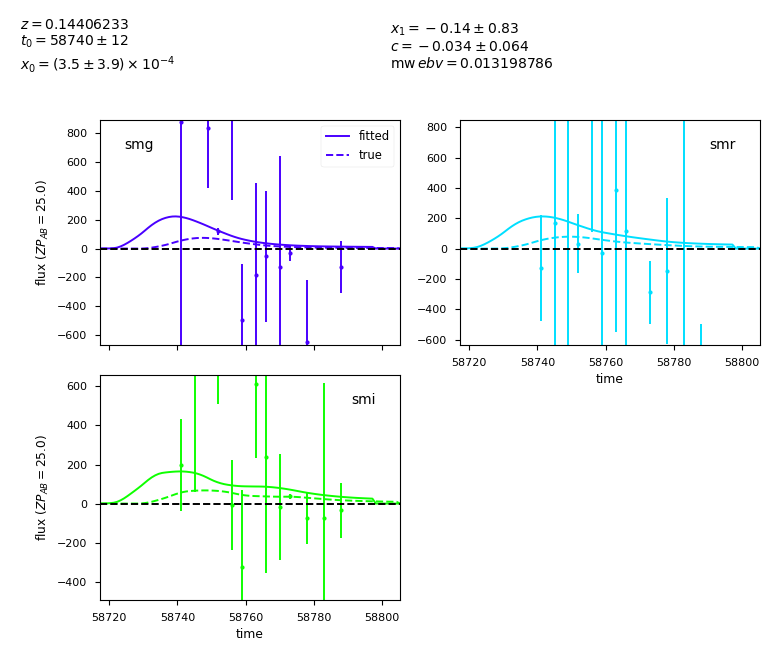 z = 0.14406233
t₀ = 58740 ± 12
x₀ = (3.5 ± 3.9) × 10⁻⁴
x₁ = −0.14 ± 0.83
c = −0.034 ± 0.064
mw ebv = 0.013198786
smg
fitted
true
800
600
400
200
0
−200
−400
−600
flux (ZP_AB = 25.0)
smr
800
600
400
200
0
−200
−400
−600
58720 58740 58760 58780 58800
time
smi
600
400
200
0
−200
−400
flux (ZP_AB = 25.0)
58720 58740 58760 58780 58800
time